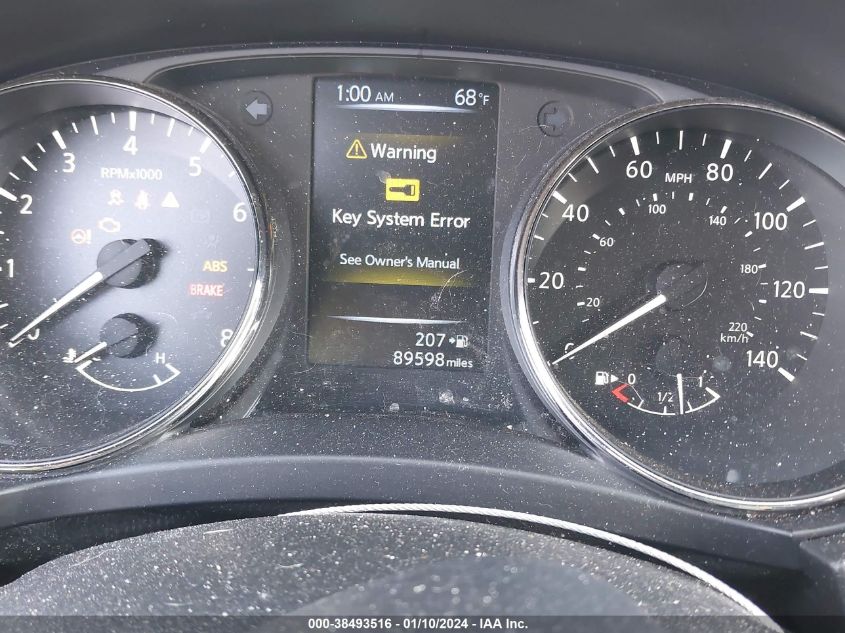 1:00 AM 68°F
Warning
Key System Error
See Owner's Manual
207
89598 miles
RPMx1000
0 1 2 3 4 5 6 8
ABS
BRAKE
H
MPH
0 20 40 60 80 100 120 140
20 60 100 140 180 220
km/h
0 1/2 1
000-38493516 - 01/10/2024 - IAA Inc.